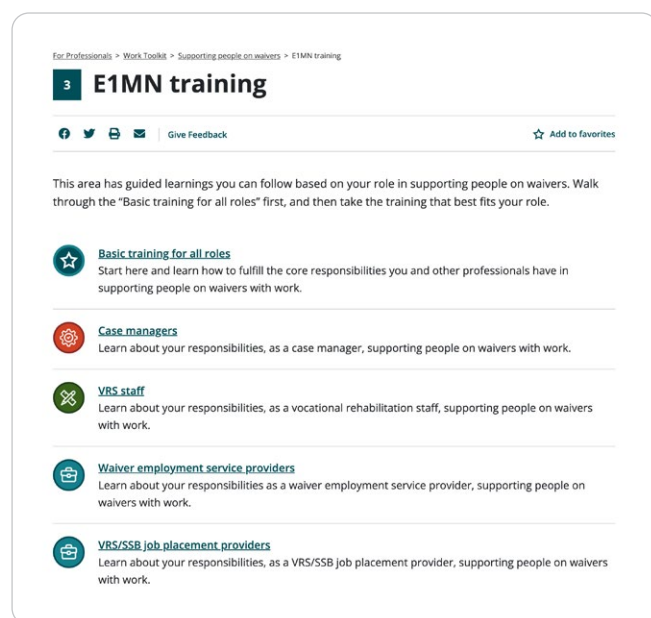 For Professionals > Work Toolkit > Supporting people on waivers > E1MN training
3 E1MN training
Give Feedback
Add to favorites
This area has guided learnings you can follow based on your role in supporting people on waivers. Walk
through the “Basic training for all roles” first, and then take the training that best fits your role.
Basic training for all roles
Start here and learn how to fulfill the core responsibilities you and other professionals have in
supporting people on waivers with work.
Case managers
Learn about your responsibilities, as a case manager, supporting people on waivers with work.
VRS staff
Learn about your responsibilities, as a vocational rehabilitation staff, supporting people on waivers
with work.
Waiver employment service providers
Learn about your responsibilities as a waiver employment service provider, supporting people on
waivers with work.
VRS/SSB job placement providers
Learn about your responsibilities, as a VRS/SSB job placement provider, supporting people on waivers
with work.